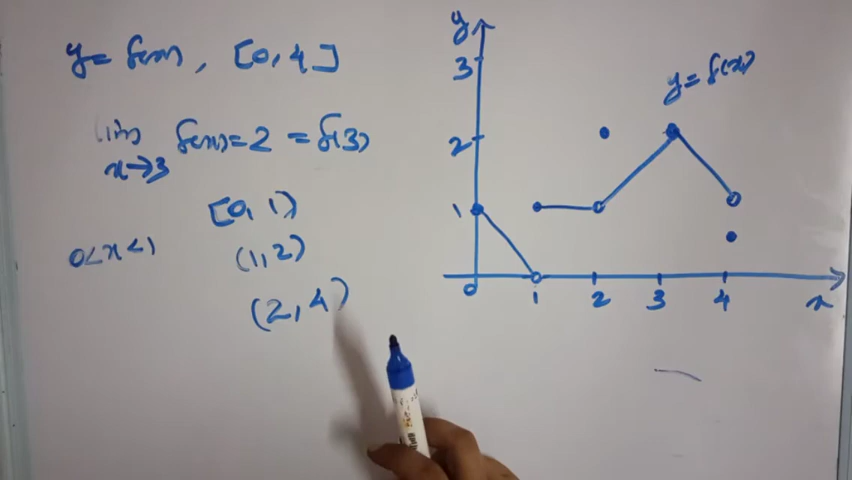 y = f(x), [0,4]
lim f(x) = 2 = f(3)
x→3
[0,1)
0<x<1
(1,2)
(2,4)
y
3
2
1
0
1
2
3
4
x
y = f(x)